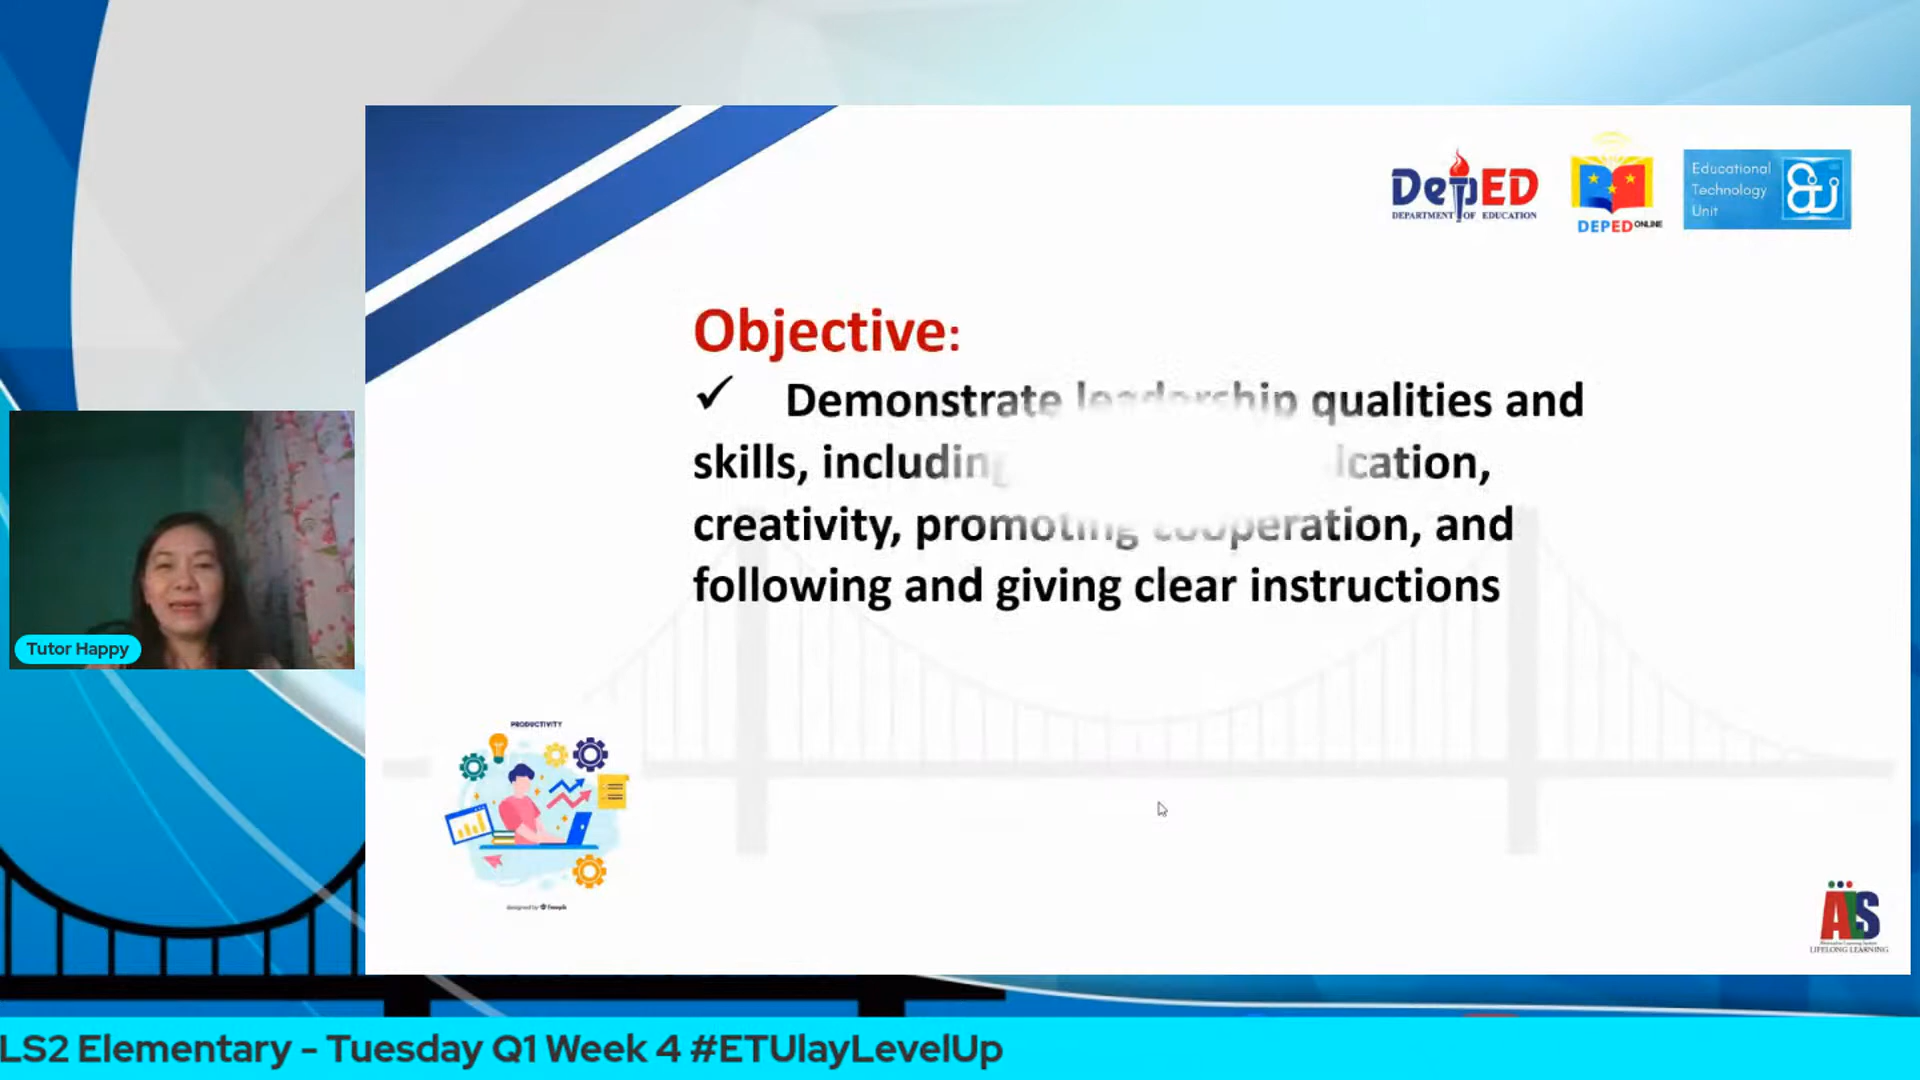 DepED
DEPARTMENT OF EDUCATION
DEPED ONLINE
Educational
Technology
Unit
Objective:
✓ Demonstrate leadership qualities and
skills, including
creativity, promoting cooperation, and
following and giving clear instructions
Tutor Happy
PRODUCTIVITY
designed by freepik
ALS
LIFELONG LEARNING
LS2 Elementary - Tuesday Q1 Week 4 #ETUlayLevelUp